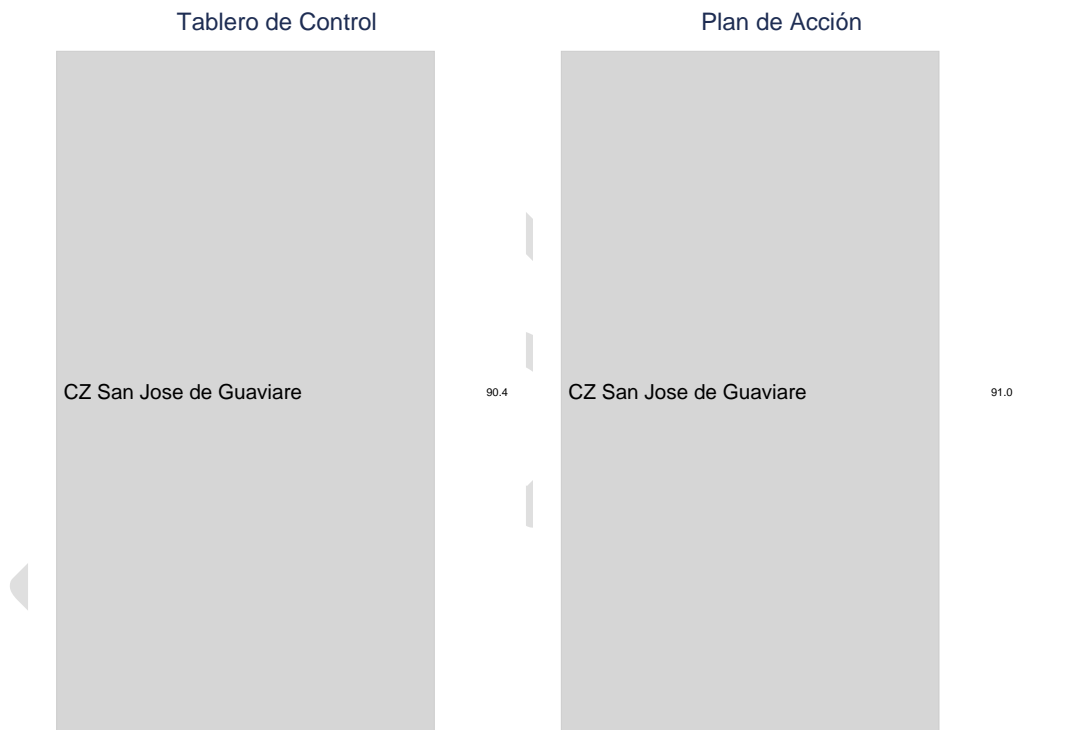 Tablero de Control
Plan de Acción
CZ San Jose de Guaviare 90.4
CZ San Jose de Guaviare 91.0